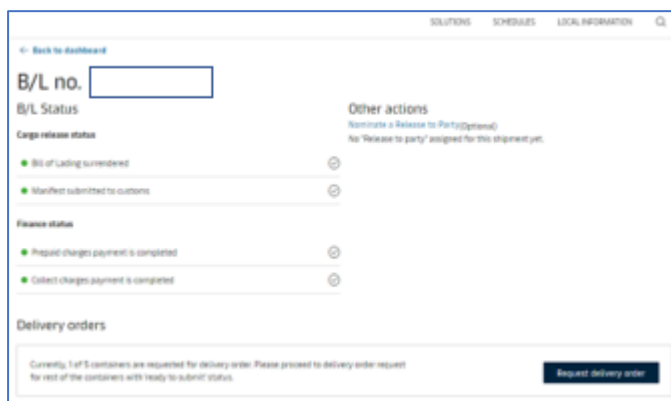 SOLUTIONS SCHEDULES LOCAL INFORMATION
← Back to dashboard
B/L no.
B/L Status
Other actions
Nominate a Release to Party(Optional)
No "Release to party" assigned for this shipment yet.
Cargo release status
Bill of Lading surrendered
Manifest submitted to customs
Finance status
Prepaid charges payment is completed
Collect charges payment is completed
Delivery orders
Currently, 1 of 5 containers are requested for delivery order. Please proceed to delivery order request
for rest of the containers with 'ready to submit' status.
Request delivery order